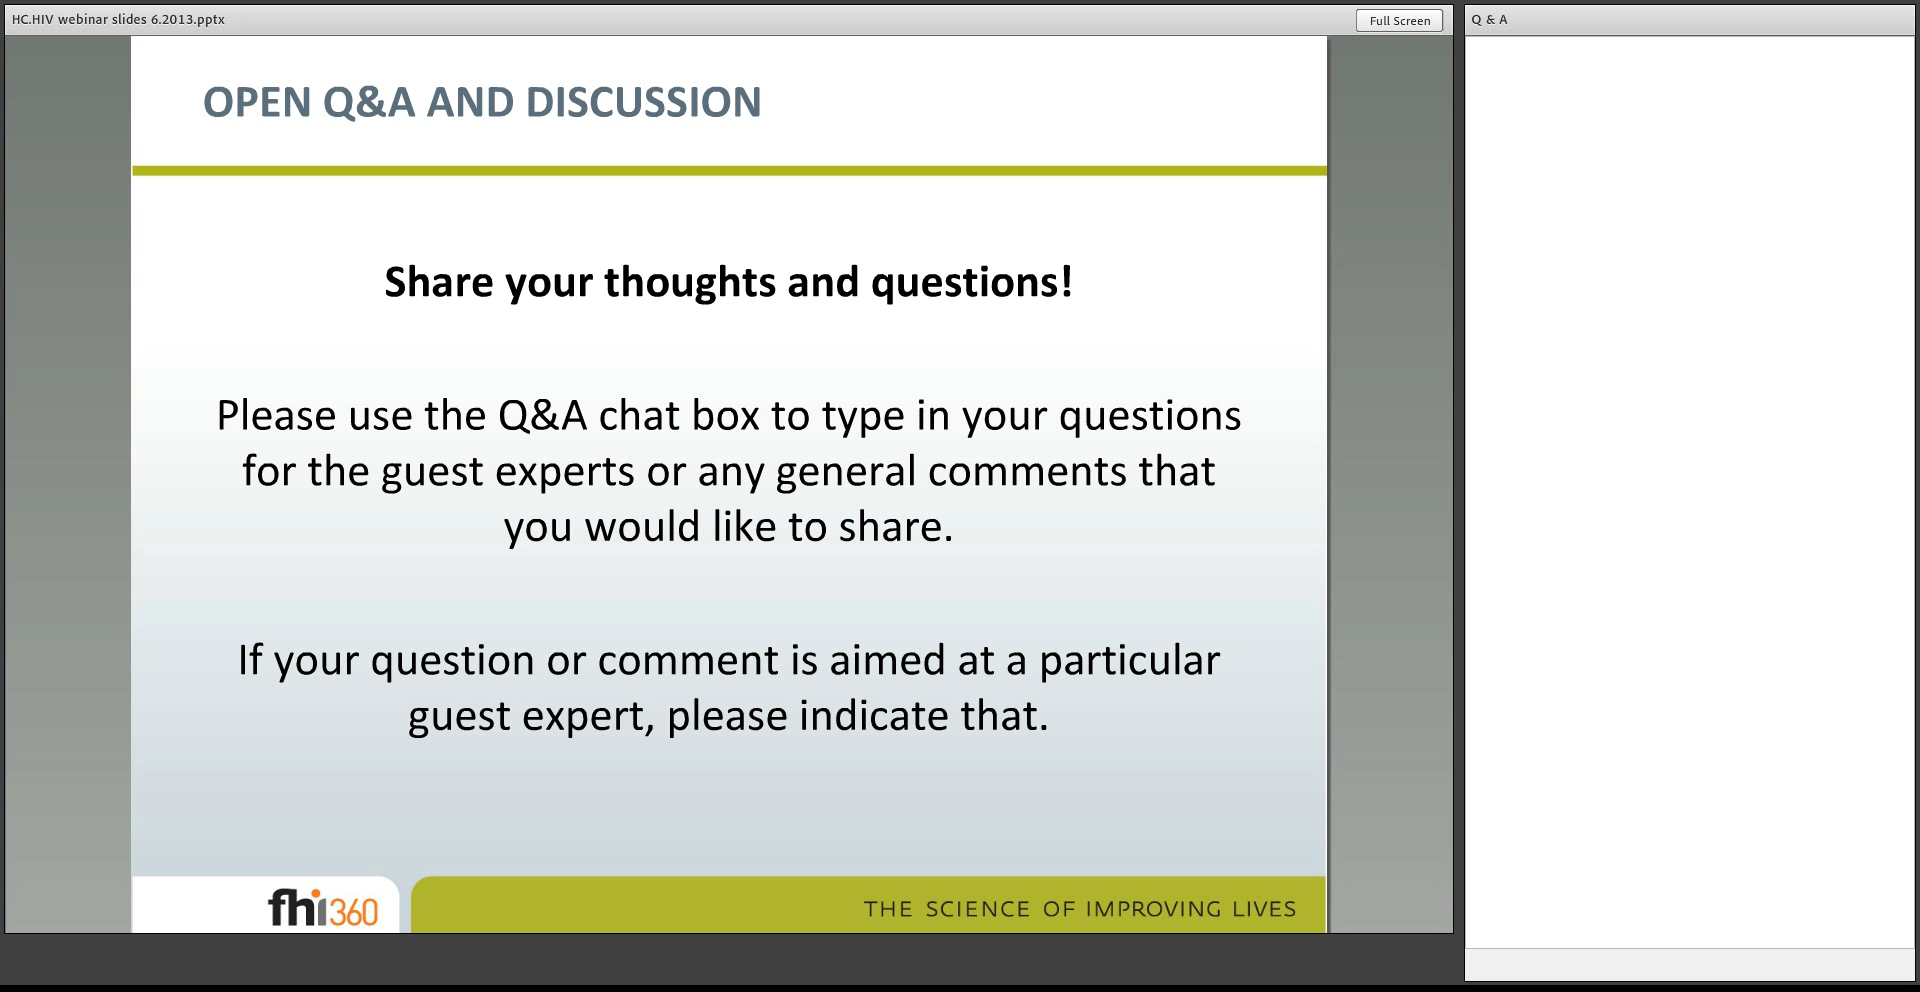 HC.HIV webinar slides 6.2013.pptx
Full Screen
Q & A
OPEN Q&A AND DISCUSSION
Share your thoughts and questions!
Please use the Q&A chat box to type in your questions
for the guest experts or any general comments that
you would like to share.
If your question or comment is aimed at a particular
guest expert, please indicate that.
fhi360
THE SCIENCE OF IMPROVING LIVES